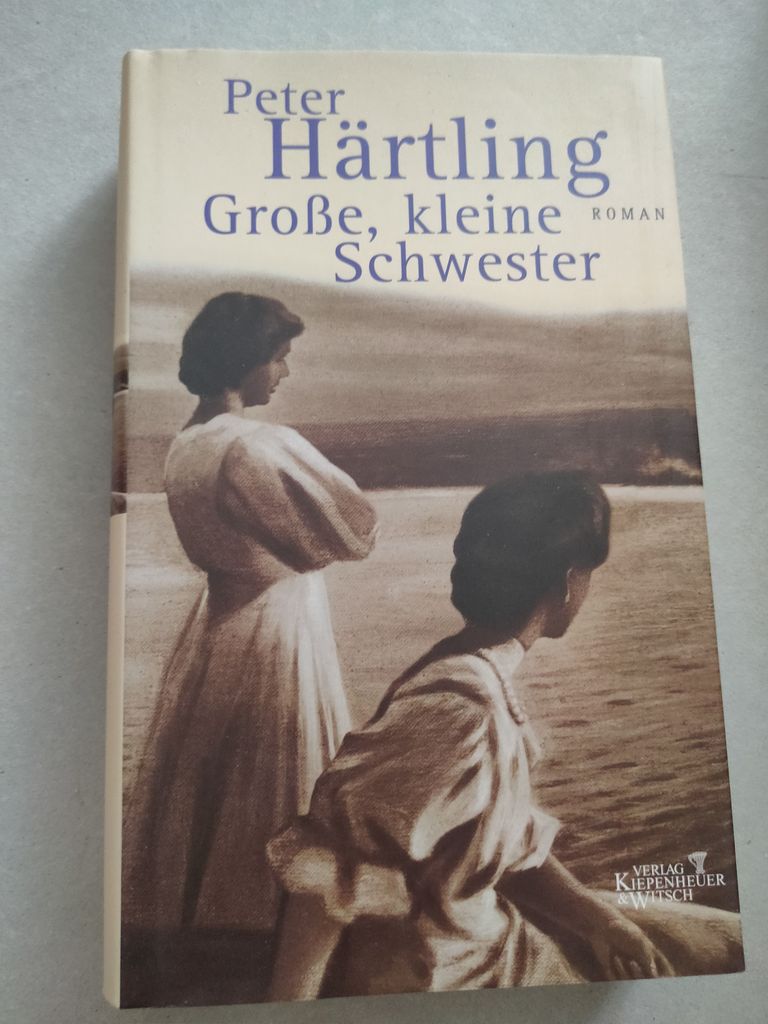 Peter
Härtling
Große, kleine ROMAN
Schwester
VERLAG
KIEPENHEUER
& WITSCH